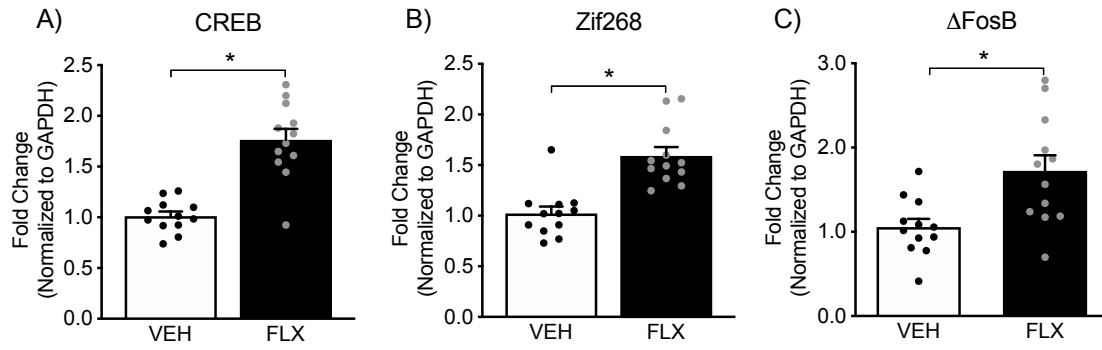 A)
CREB
*
Fold Change
(Normalized to GAPDH)
2.5
2.0
1.5
1.0
0.5
0.0
VEH
FLX
B)
Zif268
*
Fold Change
(Normalized to GAPDH)
2.5
2.0
1.5
1.0
0.5
0.0
VEH
FLX
C)
ΔFosB
*
Fold Change
(Normalized to GAPDH)
3.0
2.0
1.0
0.0
VEH
FLX